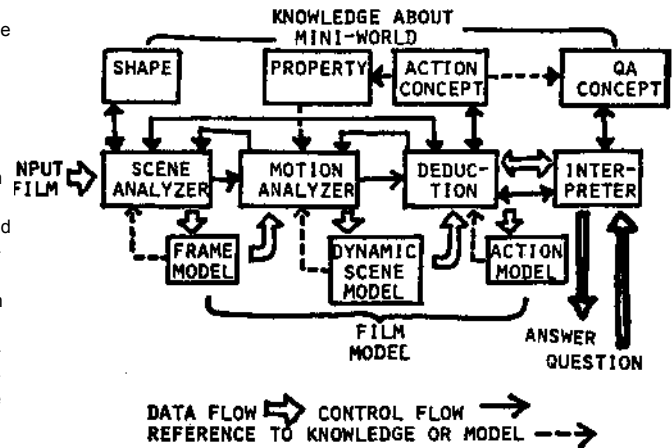 KNOWLEDGE ABOUT
MINI-WORLD
SHAPE
PROPERTY
ACTION
CONCEPT
QA
CONCEPT
NPUT
FILM
SCENE
ANALYZER
MOTION
ANALYZER
DEDUC-
TION
INTER-
PRETER
FRAME
MODEL
DYNAMIC
SCENE
MODEL
ACTION
MODEL
FILM
MODEL
ANSWER
QUESTION
DATA FLOW
CONTROL FLOW
REFERENCE TO KNOWLEDGE OR MODEL